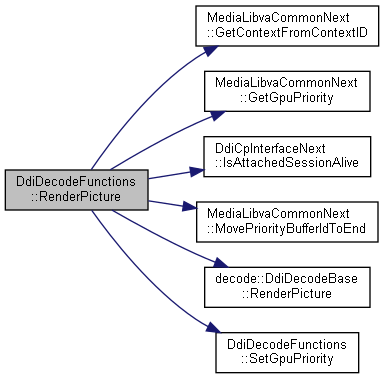 MediaLibvaCommonNext
::GetContextFromContextID
MediaLibvaCommonNext
::GetGpuPriority
DdiCpInterfaceNext
::IsAttachedSessionAlive
DdiDecodeFunctions
::RenderPicture
MediaLibvaCommonNext
::MovePriorityBufferIdToEnd
decode::DdiDecodeBase
::RenderPicture
DdiDecodeFunctions
::SetGpuPriority